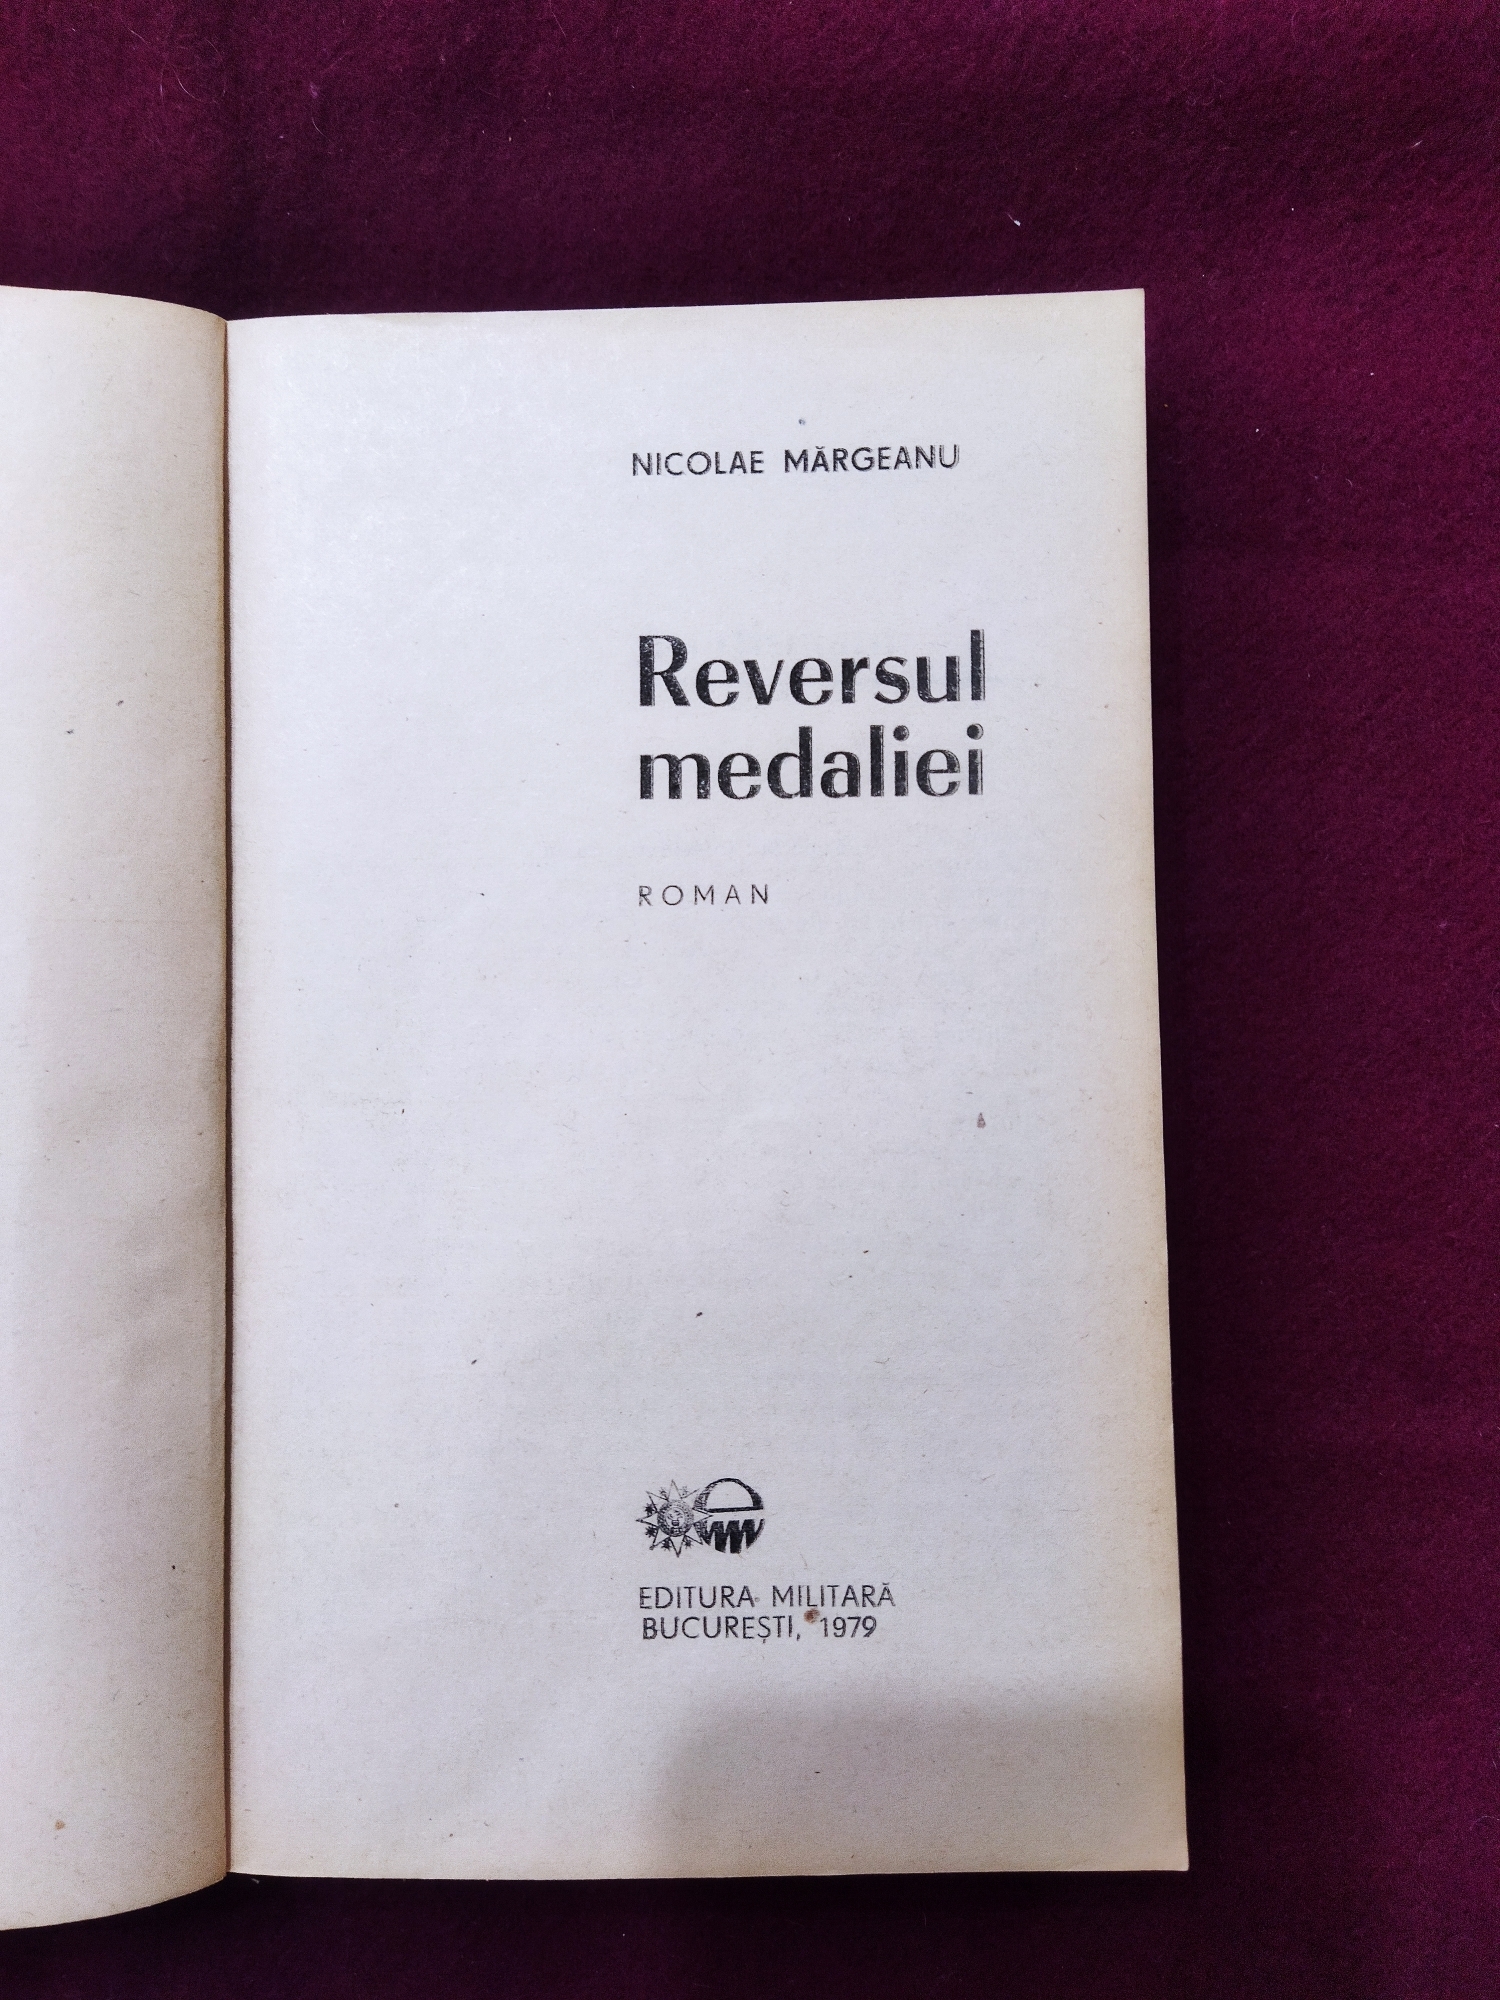 NICOLAE MĂRGEANU
Reversul
medaliei
ROMAN
EDITURA MILITARĂ
BUCUREȘTI, 1979